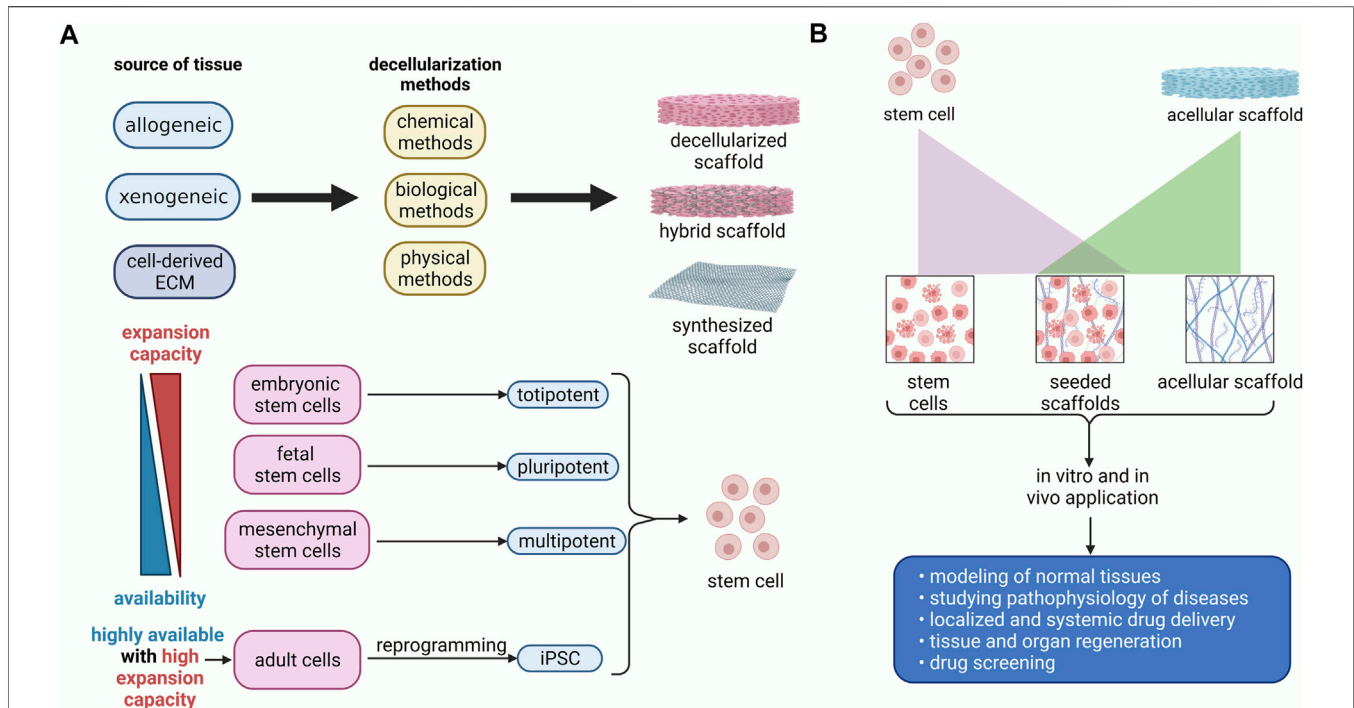 A
source of tissue
allogeneic
xenogeneic
cell-derived
ECM
decellularization
methods
chemical
methods
biological
methods
physical
methods
decellularized
scaffold
hybrid scaffold
synthesized
scaffold
expansion
capacity
availability
highly available
with high
expansion
capacity
embryonic
stem cells
totipotent
fetal
stem cells
pluripotent
mesenchymal
stem cells
multipotent
adult cells
reprogramming
iPSC
stem cell
B
stem cell
acellular scaffold
stem
cells
seeded
scaffolds
acellular scaffold
in vitro and in
vivo application
• modeling of normal tissues
• studying pathophysiology of diseases
• localized and systemic drug delivery
• tissue and organ regeneration
• drug screening